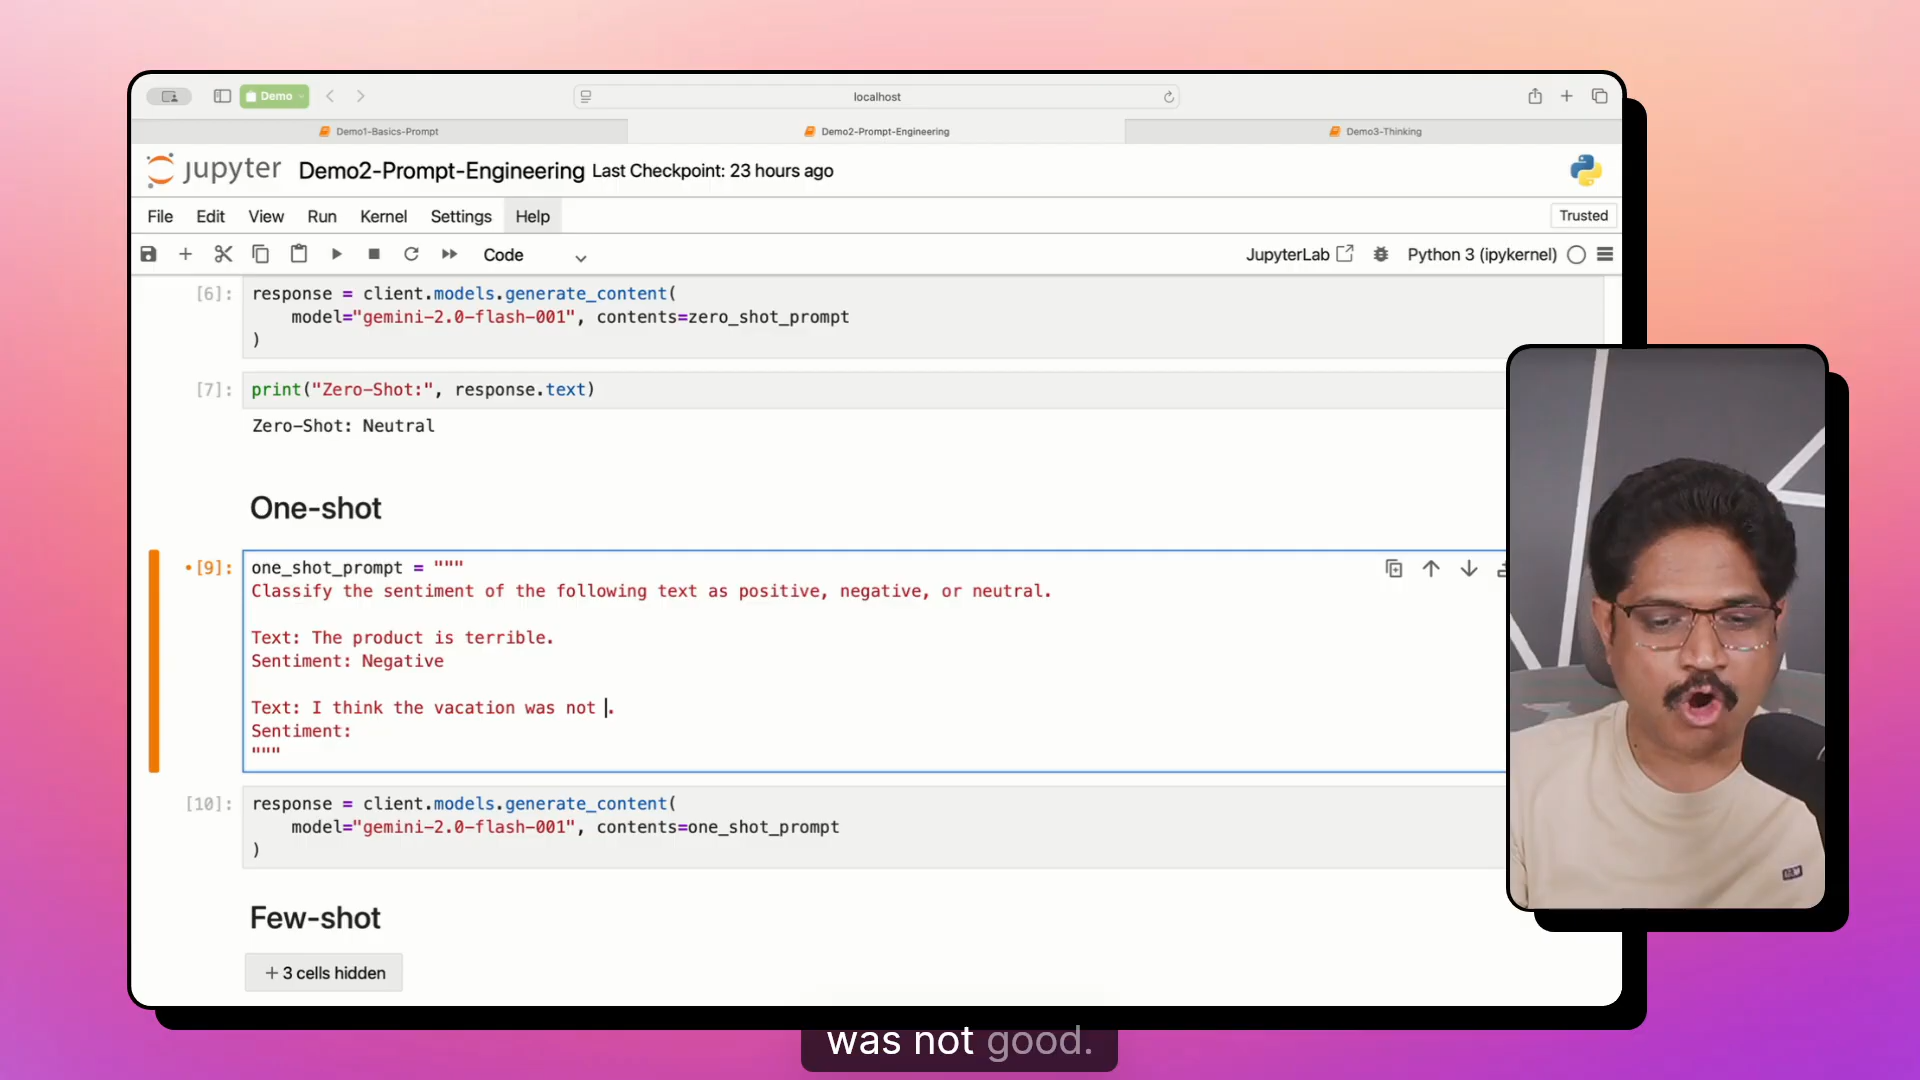 Demo
localhost
Demo1-Basics-Prompt
Demo2-Prompt-Engineering
Demo3-Thinking
jupyter
Demo2-Prompt-Engineering Last Checkpoint: 23 hours ago
File Edit View Run Kernel Settings Help
Trusted
Code
JupyterLab
Python 3 (ipykernel)
[6]: response = client.models.generate_content(
model="gemini-2.0-flash-001", contents=zero_shot_prompt
)
[7]: print("Zero-Shot:", response.text)
Zero-Shot: Neutral
One-shot
•[9]: one_shot_prompt = """
Classify the sentiment of the following text as positive, negative, or neutral.
Text: The product is terrible.
Sentiment: Negative
Text: I think the vacation was not .
Sentiment:
"""
[10]: response = client.models.generate_content(
model="gemini-2.0-flash-001", contents=one_shot_prompt
)
Few-shot
+ 3 cells hidden
was not good.